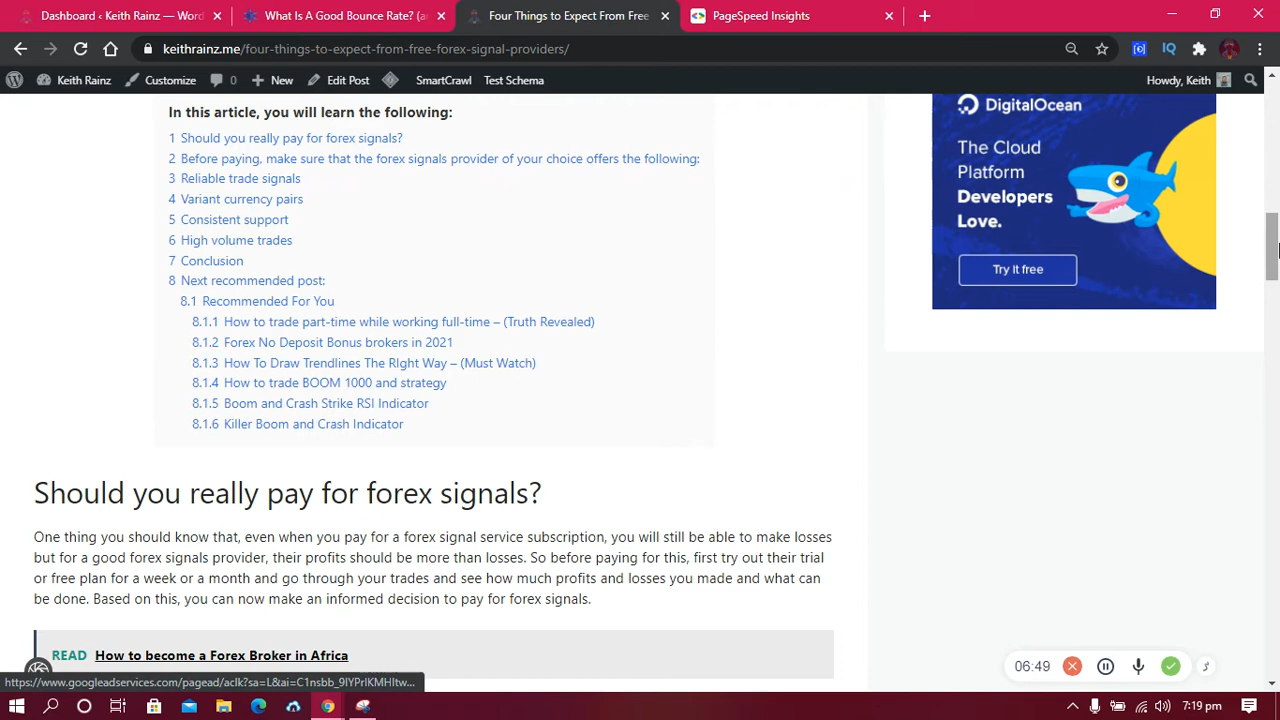 Dashboard ‹ Keith Rainz — Word
What Is A Good Bounce Rate? (a
Four Things to Expect From Free
PageSpeed Insights
keithrainz.me/four-things-to-expect-from-free-forex-signal-providers/
Keith Rainz
Customize
0
New
Edit Post
SmartCrawl
Test Schema
Howdy, Keith
In this article, you will learn the following:
1 Should you really pay for forex signals?
2 Before paying, make sure that the forex signals provider of your choice offers the following:
3 Reliable trade signals
4 Variant currency pairs
5 Consistent support
6 High volume trades
7 Conclusion
8 Next recommended post:
8.1 Recommended For You
8.1.1 How to trade part-time while working full-time – (Truth Revealed)
8.1.2 Forex No Deposit Bonus brokers in 2021
8.1.3 How To Draw Trendlines The RIght Way – (Must Watch)
8.1.4 How to trade BOOM 1000 and strategy
8.1.5 Boom and Crash Strike RSI Indicator
8.1.6 Killer Boom and Crash Indicator
DigitalOcean
The Cloud
Platform
Developers
Love.
Try It free
Should you really pay for forex signals?
One thing you should know that, even when you pay for a forex signal service subscription, you will still be able to make losses
but for a good forex signals provider, their profits should be more than losses. So before paying for this, first try out their trial
or free plan for a week or a month and go through your trades and see how much profits and losses you made and what can
be done. Based on this, you can now make an informed decision to pay for forex signals.
READ How to become a Forex Broker in Africa
06:49
https://www.googleadservices.com/pagead/aclk?sa=L&ai=C1nsbb_9IYPrIKMHItw...
7:19 pm